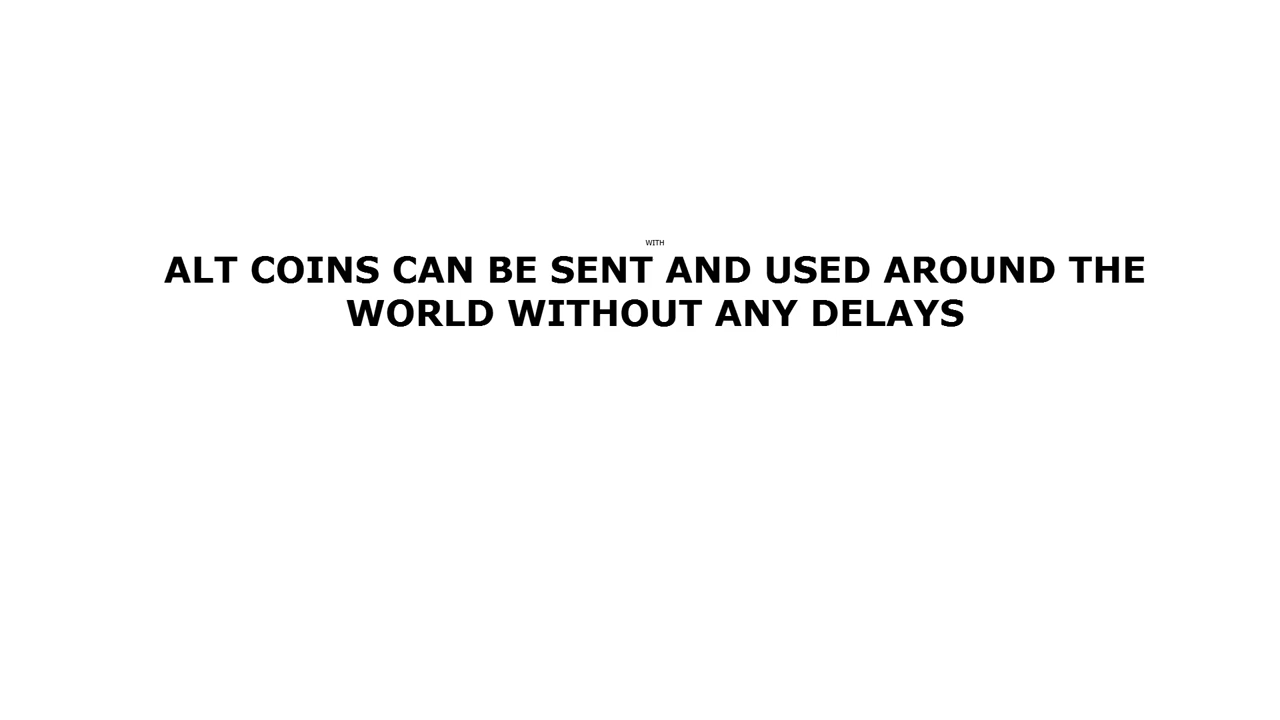 WITH
ALT COINS CAN BE SENT AND USED AROUND THE
WORLD WITHOUT ANY DELAYS